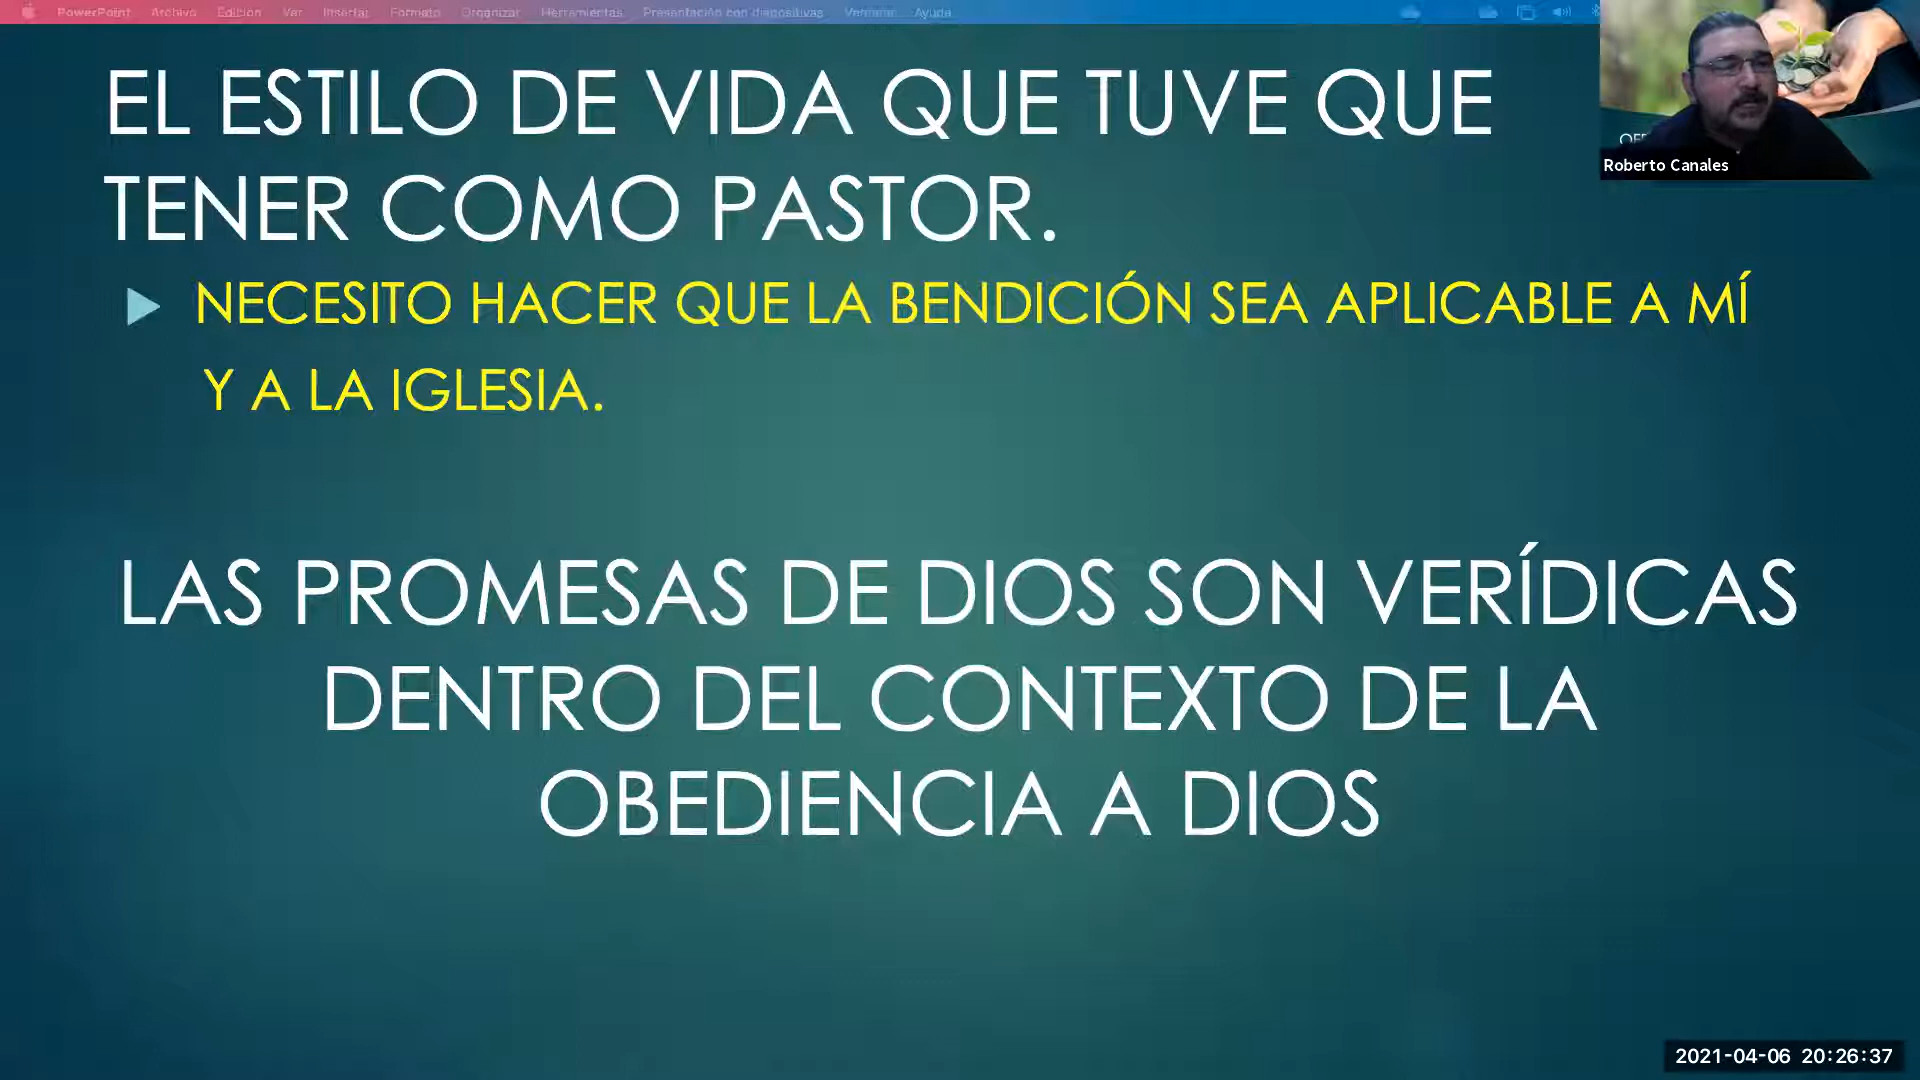 PowerPoint Archivo Edición Ver Insertar Formato Organizar Herramientas Presentación con diapositivas Ventana Ayuda
EL ESTILO DE VIDA QUE TUVE QUE
TENER COMO PASTOR.
NECESITO HACER QUE LA BENDICIÓN SEA APLICABLE A MÍ
Y A LA IGLESIA.
LAS PROMESAS DE DIOS SON VERÍDICAS
DENTRO DEL CONTEXTO DE LA
OBEDIENCIA A DIOS
Roberto Canales
2021-04-06 20:26:37